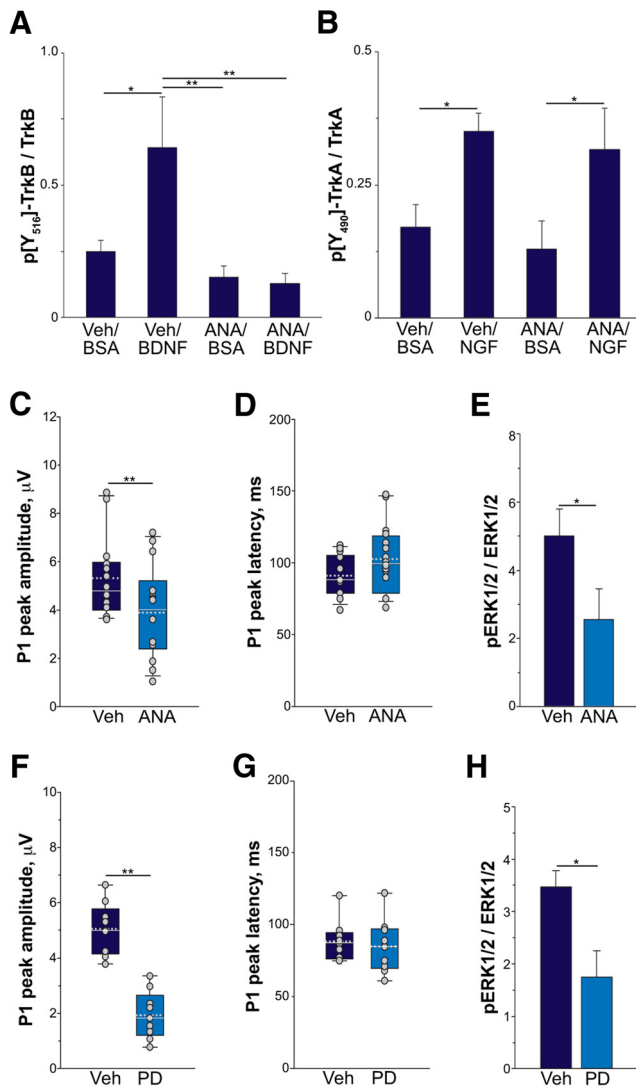 A
p[Y516]-TrkB / TrkB
1.0
0.5
0
*
**
**
Veh/ BSA
Veh/ BDNF
ANA/ BSA
ANA/ BDNF
B
p[Y490]-TrkA / TrkA
0.5
0.25
0
*
*
Veh/ BSA
Veh/ NGF
ANA/ BSA
ANA/ NGF
C
P1 peak amplitude, μV
12
10
8
6
4
2
0
**
Veh ANA
D
P1 peak latency, ms
200
150
100
50
0
Veh ANA
E
pERK1/2 / ERK1/2
8
6
4
2
0
*
Veh ANA
F
P1 peak amplitude, μV
10
8
6
4
2
0
**
Veh PD
G
P1 peak latency, ms
200
150
100
50
0
Veh PD
H
pERK1/2 / ERK1/2
5
4
3
2
1
0
*
Veh PD